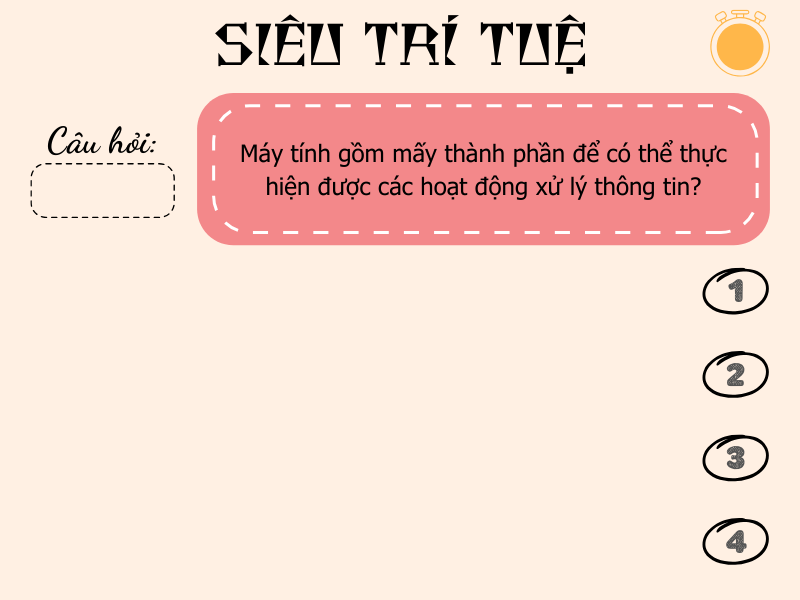 SIÊU TRÍ TUỆ
Câu hỏi:
Máy tính gồm mấy thành phần để có thể thực
hiện được các hoạt động xử lý thông tin?
1
2
3
4